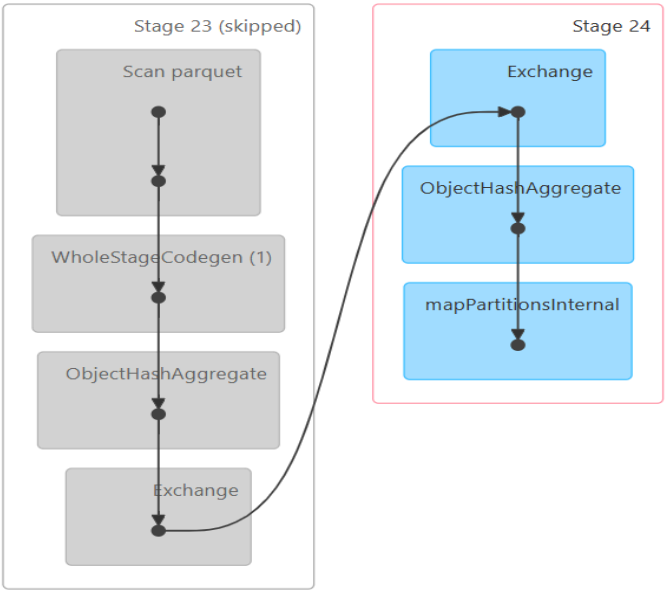 Stage 23 (skipped)
Scan parquet
WholeStageCodegen (1)
ObjectHashAggregate
Exchange
Stage 24
Exchange
ObjectHashAggregate
mapPartitionsInternal